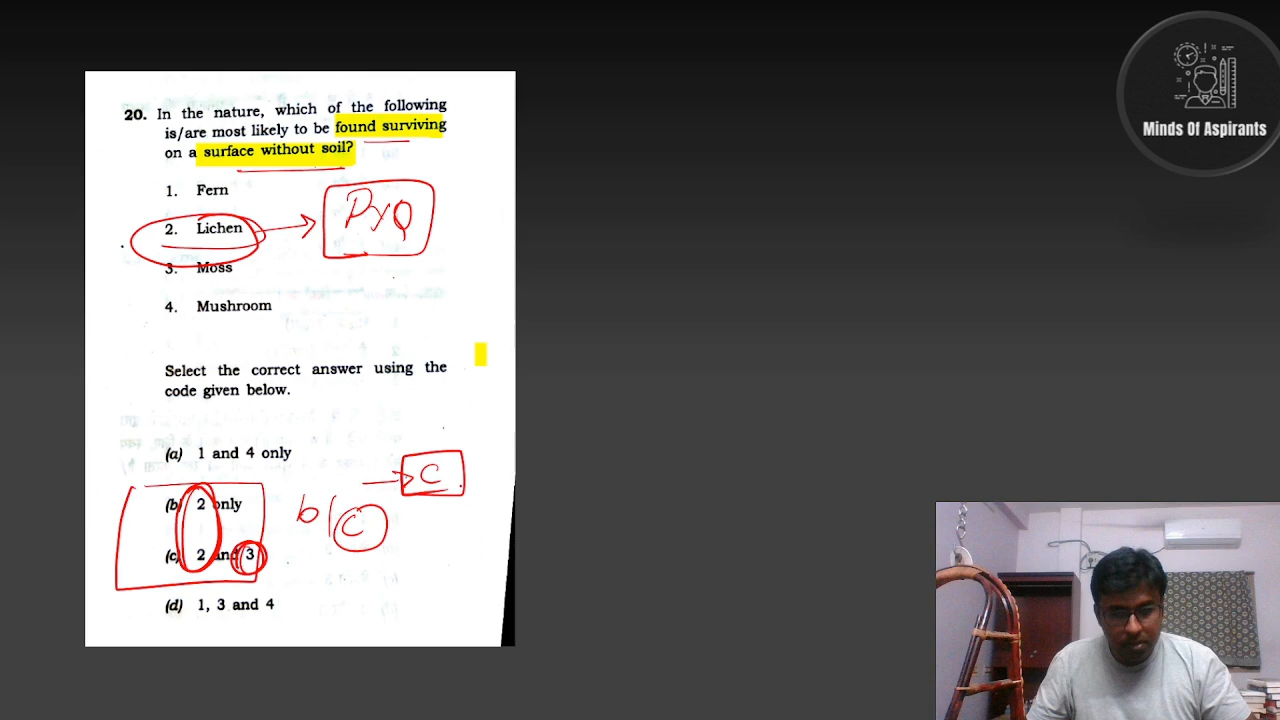 20. In the nature, which of the following
is/are most likely to be found surviving
on a surface without soil?
1. Fern
2. Lichen
PYQ
3. Moss
4. Mushroom
Select the correct answer using the
code given below.
(a) 1 and 4 only
(b) 2 only
(c) 2 and 3
(d) 1, 3 and 4
b/C
C
Minds Of Aspirants